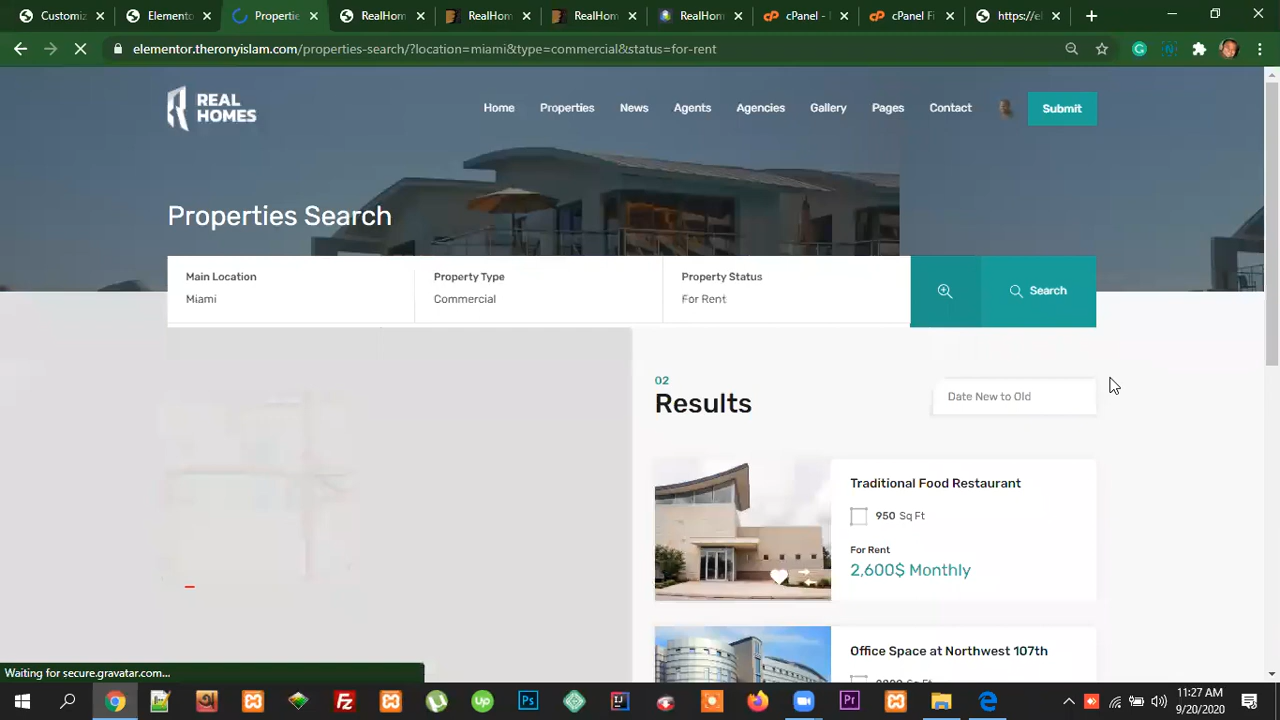 Customiz
Elemento
Propertie
RealHom
RealHom
RealHom
RealHom
cPanel -
cPanel Fi
https://el
elementor.theronyislam.com/properties-search/?location=miami&type=commercial&status=for-rent
REAL
HOMES
Home
Properties
News
Agents
Agencies
Gallery
Pages
Contact
Submit
Properties Search
Main Location
Miami
Property Type
Commercial
Property Status
For Rent
Search
02
Results
Date New to Old
Traditional Food Restaurant
950 Sq Ft
For Rent
2,600$ Monthly
Office Space at Northwest 107th
Waiting for secure.gravatar.com...
11:27 AM
9/20/2020